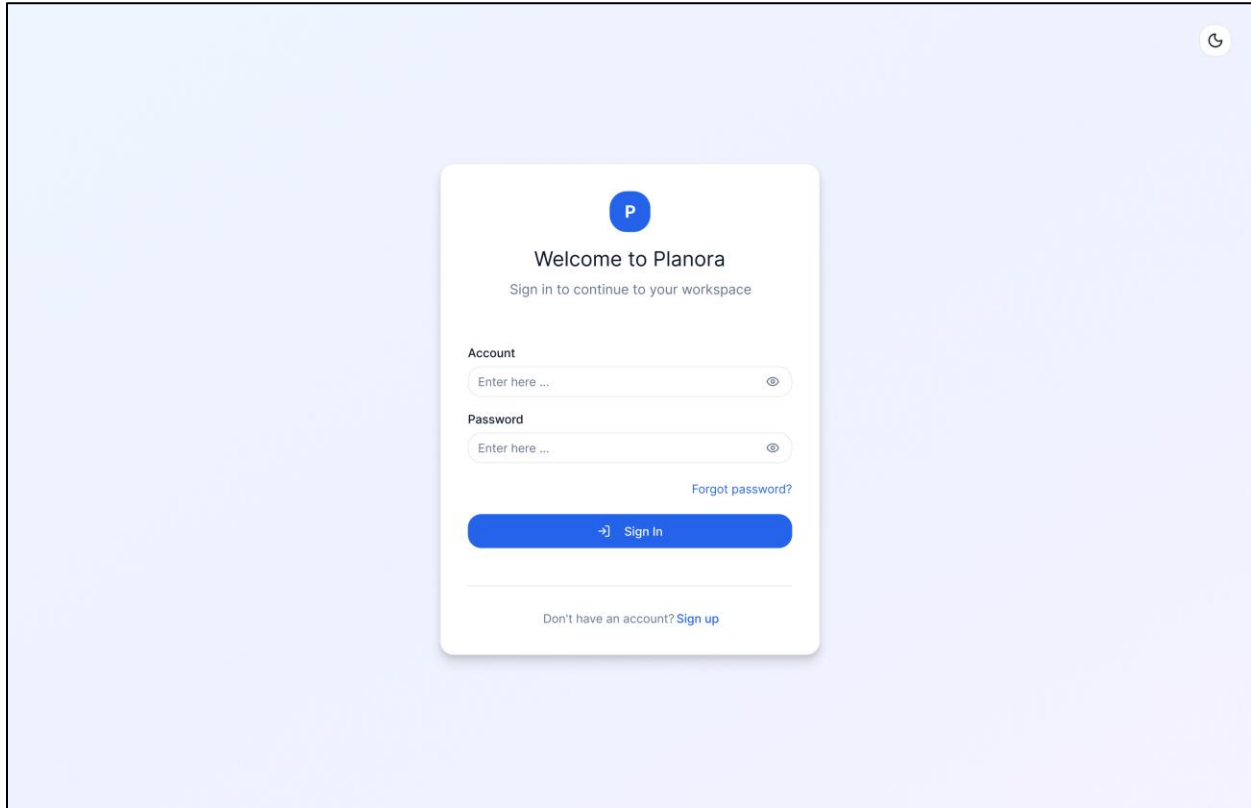 P
Welcome to Planora
Sign in to continue to your workspace
Account
Enter here ...
Password
Enter here ...
Forgot password?
Sign In
Don't have an account? Sign up